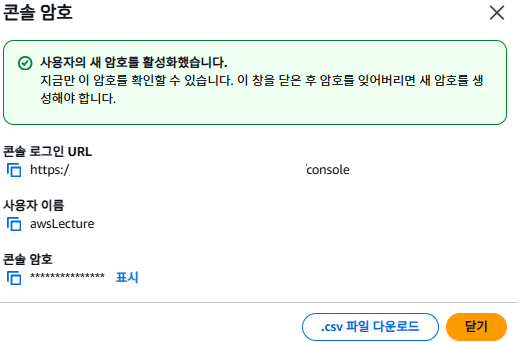 콘솔 암호
사용자의 새 암호를 활성화했습니다.
지금만 이 암호를 확인할 수 있습니다. 이 창을 닫은 후 암호를 잊어버리면 새 암호를 생
성해야 합니다.
콘솔 로그인 URL
https:/ /console
사용자 이름
awsLecture
콘솔 암호
*************** 표시
.csv 파일 다운로드 닫기